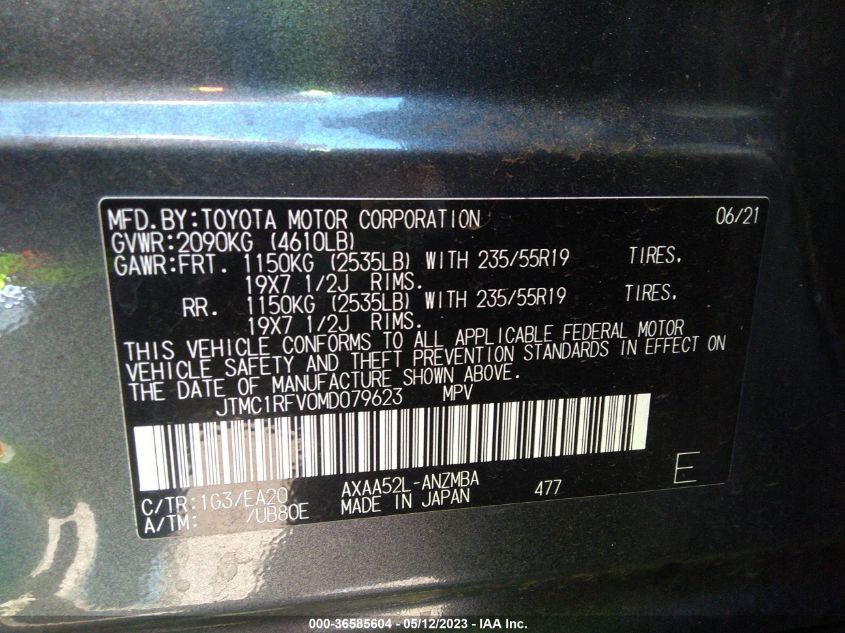 MFD.BY:TOYOTA MOTOR CORPORATION 06/21
GVWR:2090KG (4610LB)
GAWR:FRT. 1150KG (2535LB) WITH 235/55R19 TIRES.
19X7 1/2J RIMS.
RR. 1150KG (2535LB) WITH 235/55R19 TIRES.
19X7 1/2J RIMS.
THIS VEHICLE CONFORMS TO ALL APPLICABLE FEDERAL MOTOR
VEHICLE SAFETY AND THEFT PREVENTION STANDARDS IN EFFECT ON
THE DATE OF MANUFACTURE SHOWN ABOVE.
JTMC1RFV0MD079623 MPV
C/TR:1G3/EA20 AXAA52L-ANZMBA 477 E
A/TM: /UB80E MADE IN JAPAN
000-36585604 - 05/12/2023 - IAA Inc.